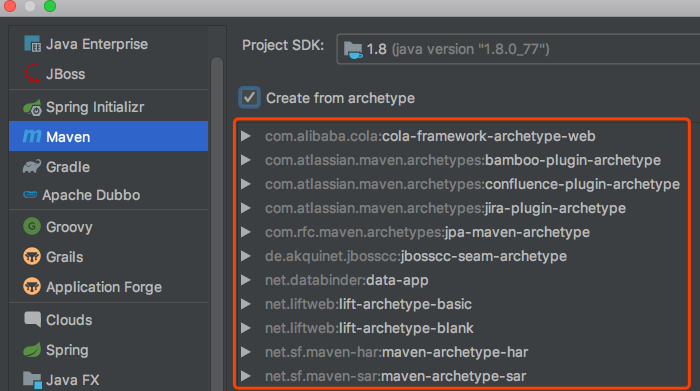 Java Enterprise
JBoss
Spring Initializr
Maven
Gradle
Apache Dubbo
Groovy
Grails
Application Forge
Clouds
Spring
Java FX
Project SDK: 1.8 (java version "1.8.0_77")
Create from archetype
com.alibaba.cola:cola-framework-archetype-web
com.atlassian.maven.archetypes:bamboo-plugin-archetype
com.atlassian.maven.archetypes:confluence-plugin-archetype
com.atlassian.maven.archetypes:jira-plugin-archetype
com.rfc.maven.archetypes:jpa-maven-archetype
de.akquinet.jbosscc:jbosscc-seam-archetype
net.databinder:data-app
net.liftweb:lift-archetype-basic
net.liftweb:lift-archetype-blank
net.sf.maven-har:maven-archetype-har
net.sf.maven-sar:maven-archetype-sar